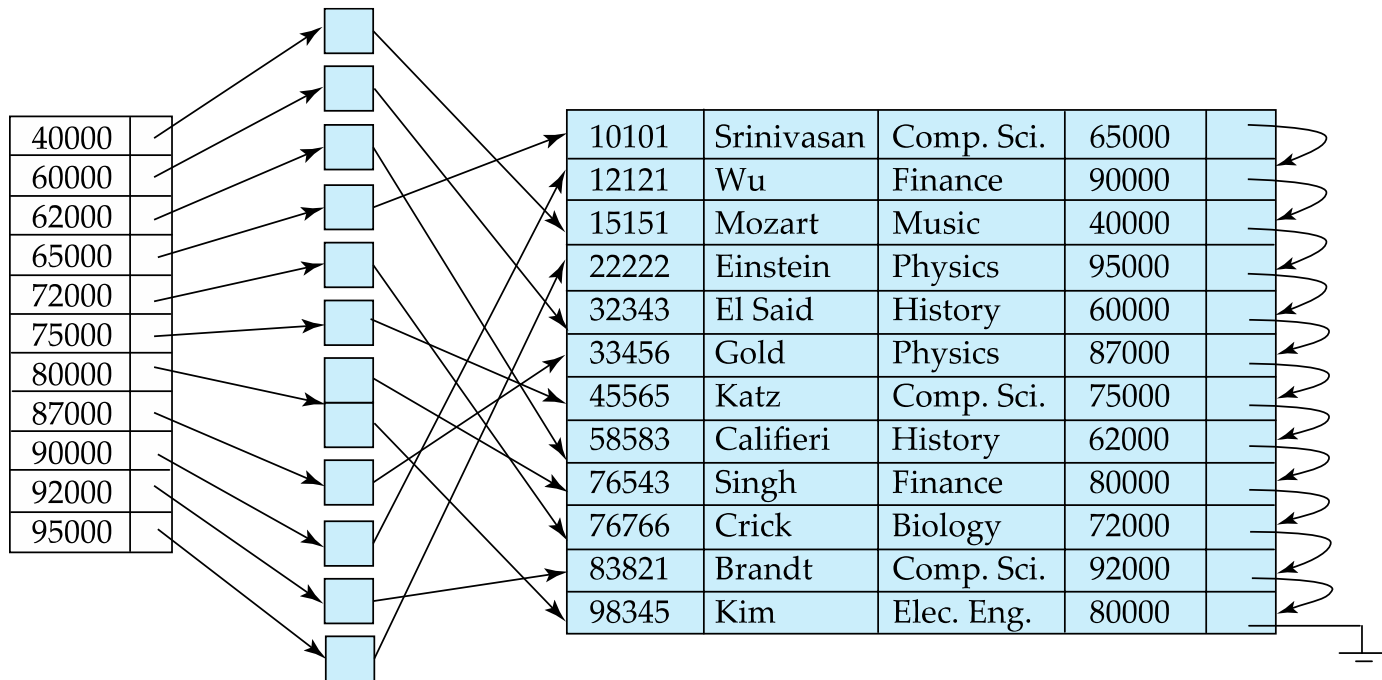 40000
60000
62000
65000
72000
75000
80000
87000
90000
92000
95000
10101 Srinivasan Comp. Sci. 65000
12121 Wu Finance 90000
15151 Mozart Music 40000
22222 Einstein Physics 95000
32343 El Said History 60000
33456 Gold Physics 87000
45565 Katz Comp. Sci. 75000
58583 Califieri History 62000
76543 Singh Finance 80000
76766 Crick Biology 72000
83821 Brandt Comp. Sci. 92000
98345 Kim Elec. Eng. 80000